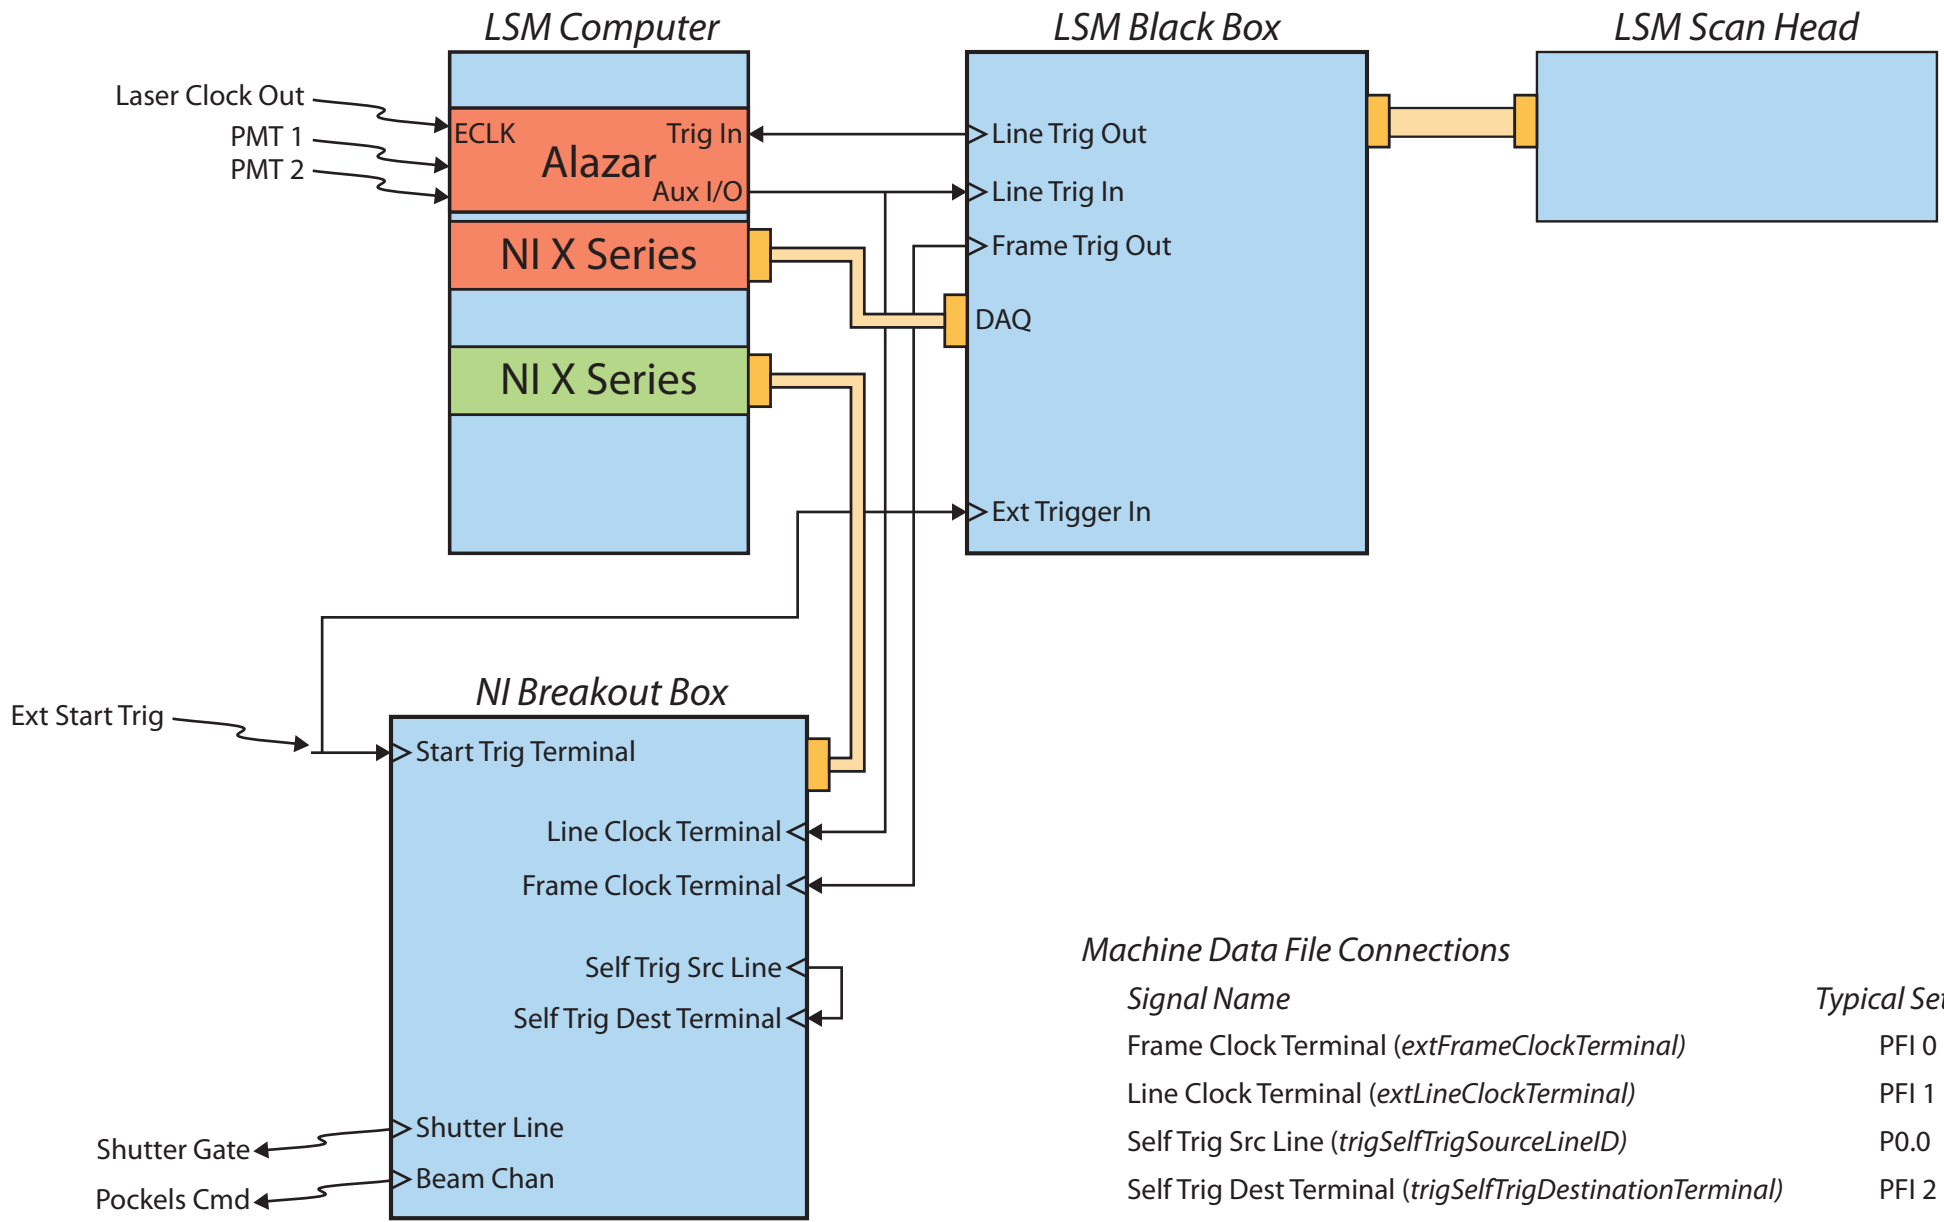 LSM Computer
LSM Black Box
LSM Scan Head
Laser Clock Out
PMT 1
PMT 2
ECLK
Trig In
Alazar
Aux I/O
Line Trig Out
Line Trig In
NI X Series
Frame Trig Out
DAQ
NI X Series
Ext Trigger In
NI Breakout Box
Ext Start Trig
Start Trig Terminal
Line Clock Terminal
Frame Clock Terminal
Self Trig Src Line
Self Trig Dest Terminal
Shutter Line
Shutter Gate
Beam Chan
Pockels Cmd
Machine Data File Connections
Signal Name Typical
Frame Clock Terminal (extFrameClockTerminal) PFI 0
Line Clock Terminal (extLineClockTerminal) PFI 1
Self Trig Src Line (trigSelfTrigSourceLineID) P0.0
Self Trig Dest Terminal (trigSelfTrigDestinationTerminal) PFI 2